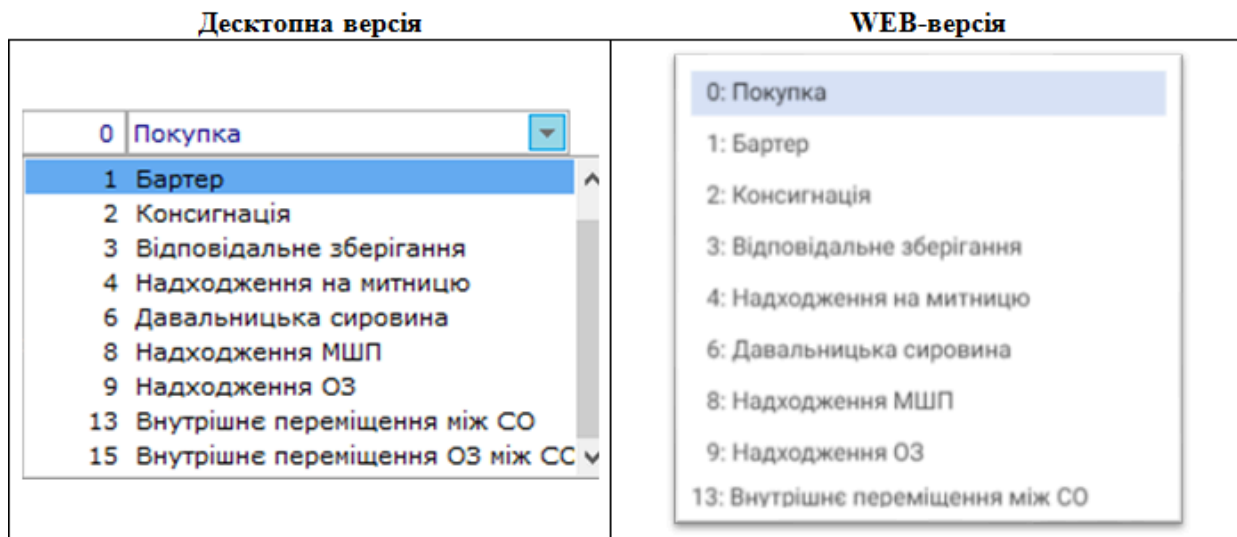 Десктопна версія
WEB-версія
0 Покупка
1 Бартер
2 Консигнація
3 Відповідальне зберігання
4 Надходження на митницю
6 Давальницька сировина
8 Надходження МШП
9 Надходження ОЗ
13 Внутрішнє переміщення між СО
15 Внутрішнє переміщення ОЗ між СС
0: Покупка
1: Бартер
2: Консигнація
3: Відповідальне зберігання
4: Надходження на митницю
6: Давальницька сировина
8: Надходження МШП
9: Надходження ОЗ
13: Внутрішнє переміщення між СО